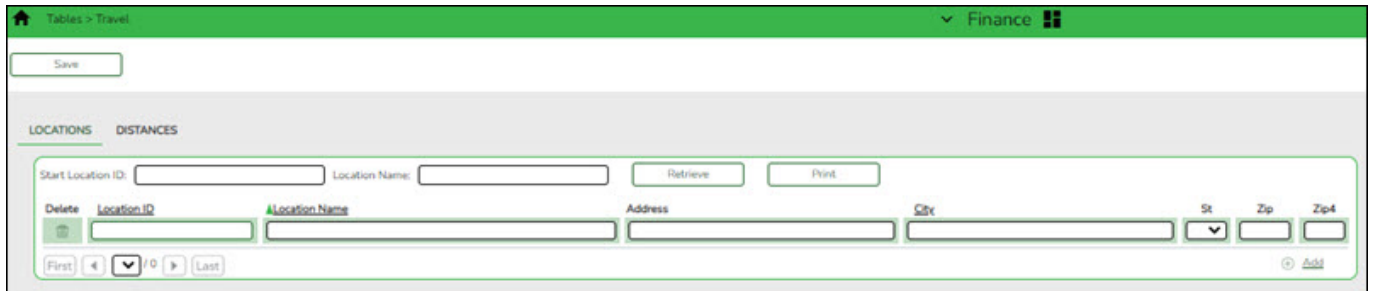 Tables > Travel Finance
Save
LOCATIONS DISTANCES
Start Location ID: Location Name: Retrieve Print
Delete Location ID Location Name Address City St Zip Zip4
First / 0 Last Add